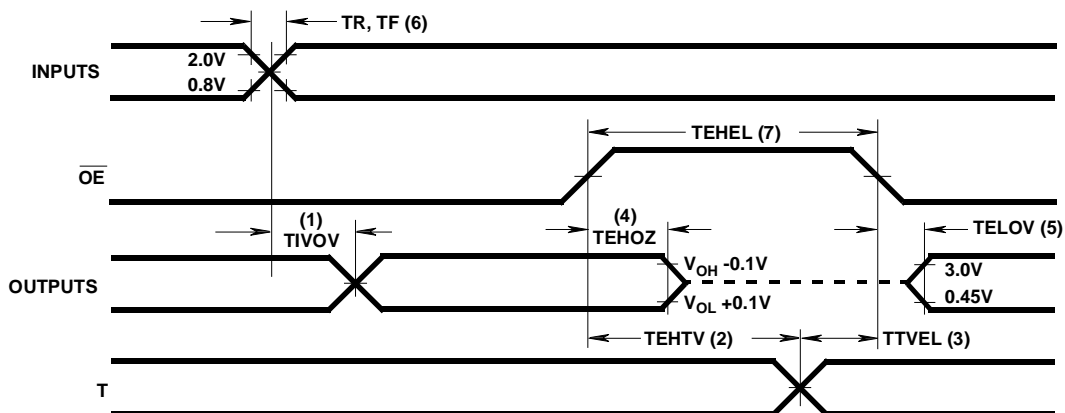 TR, TF (6)
INPUTS
2.0V
0.8V
TEHEL (7)
OE
(1)
TIVOV
(4)
TEHOZ
TELOV (5)
OUTPUTS
VOH -0.1V
VOL +0.1V
3.0V
0.45V
TEHTV (2)
TTVEL (3)
T